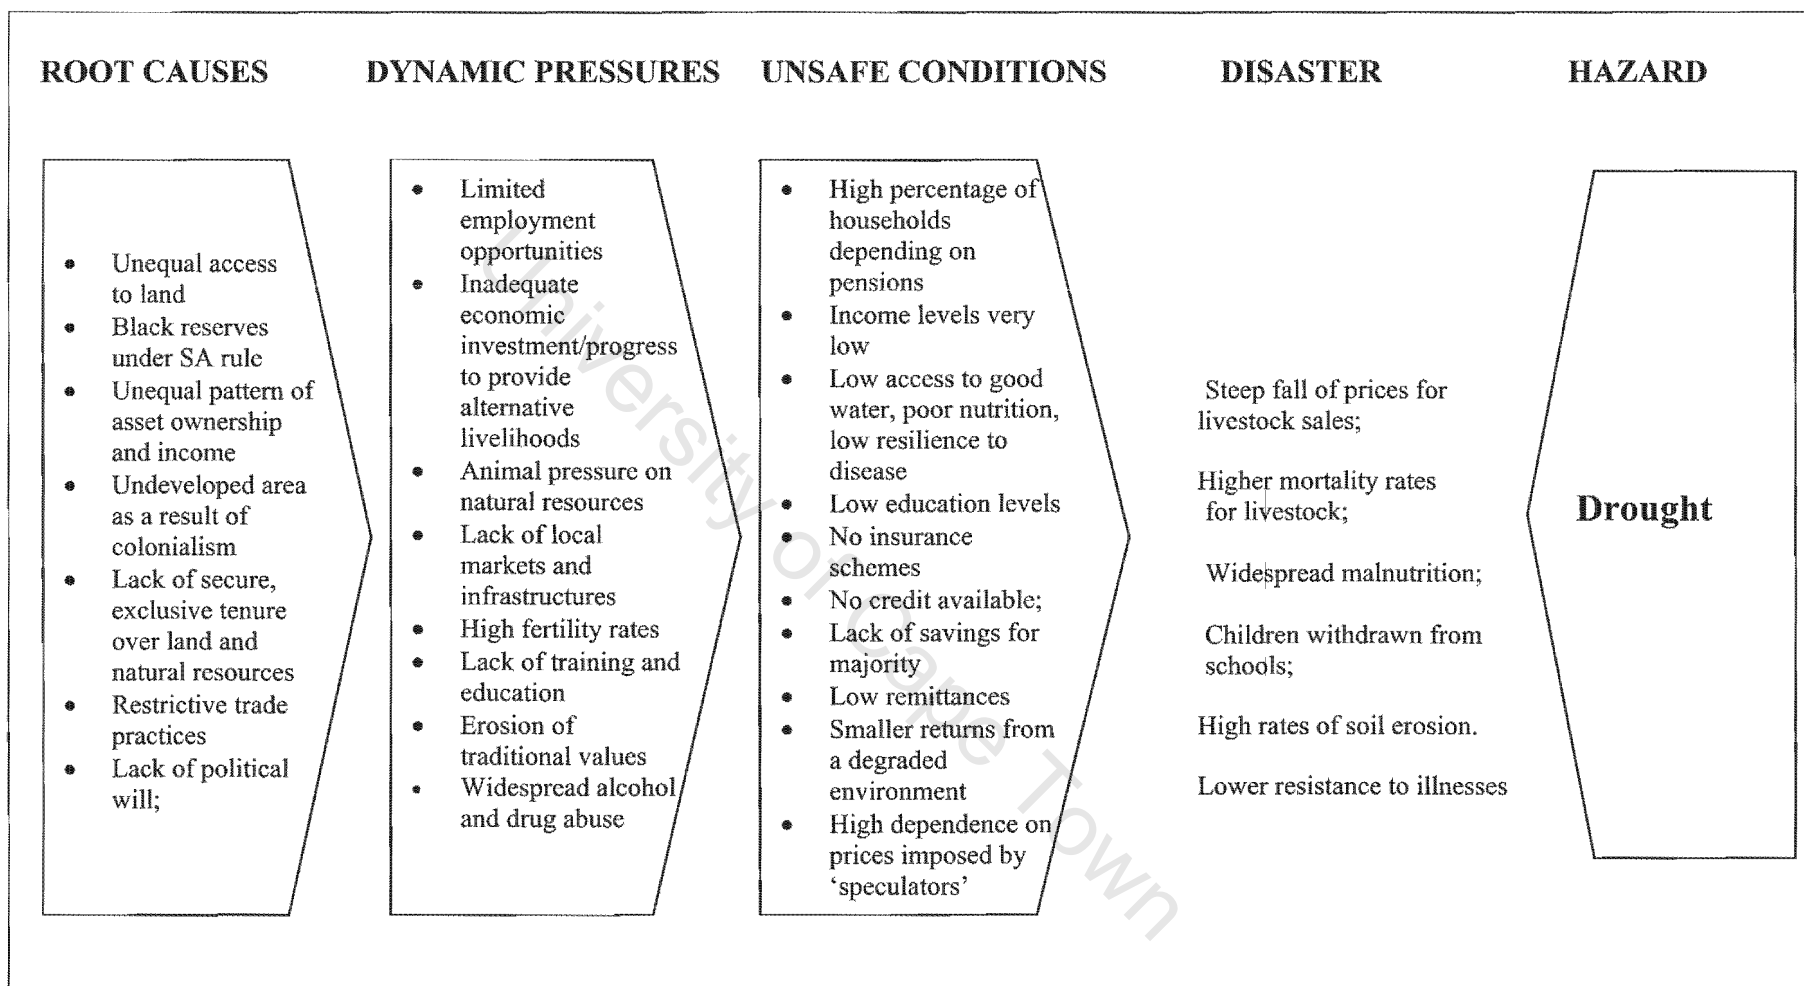 ROOT CAUSES
DYNAMIC PRESSURES
UNSAFE CONDITIONS
DISASTER
HAZARD
• Unequal access
to land
• Black reserves
under SA rule
• Unequal pattern of
asset ownership
and income
• Undeveloped area
as a result of
colonialism
• Lack of secure,
exclusive tenure
over land and
natural resources
• Restrictive trade
practices
• Lack of political
will;
• Limited
employment
opportunities
• Inadequate
economic
investment/progress
to provide
alternative
livelihoods
• Animal pressure on
natural resources
• Lack of local
markets and
infrastructures
• High fertility rates
• Lack of training and
education
• Erosion of
traditional values
• Widespread alcohol
and drug abuse
• High percentage of
households
depending on
pensions
• Income levels very
low
• Low access to good
water, poor nutrition,
low resilience to
disease
• Low education levels
• No insurance
schemes
• No credit available;
• Lack of savings for
majority
• Low remittances
• Smaller returns from
a degraded
environment
• High dependence on
prices imposed by
‘speculators’
Steep fall of prices for
livestock sales;
Higher mortality rates
for livestock;
Widespread malnutrition;
Children withdrawn from
schools;
High rates of soil erosion.
Lower resistance to illnesses
Drought
University of Cape Town